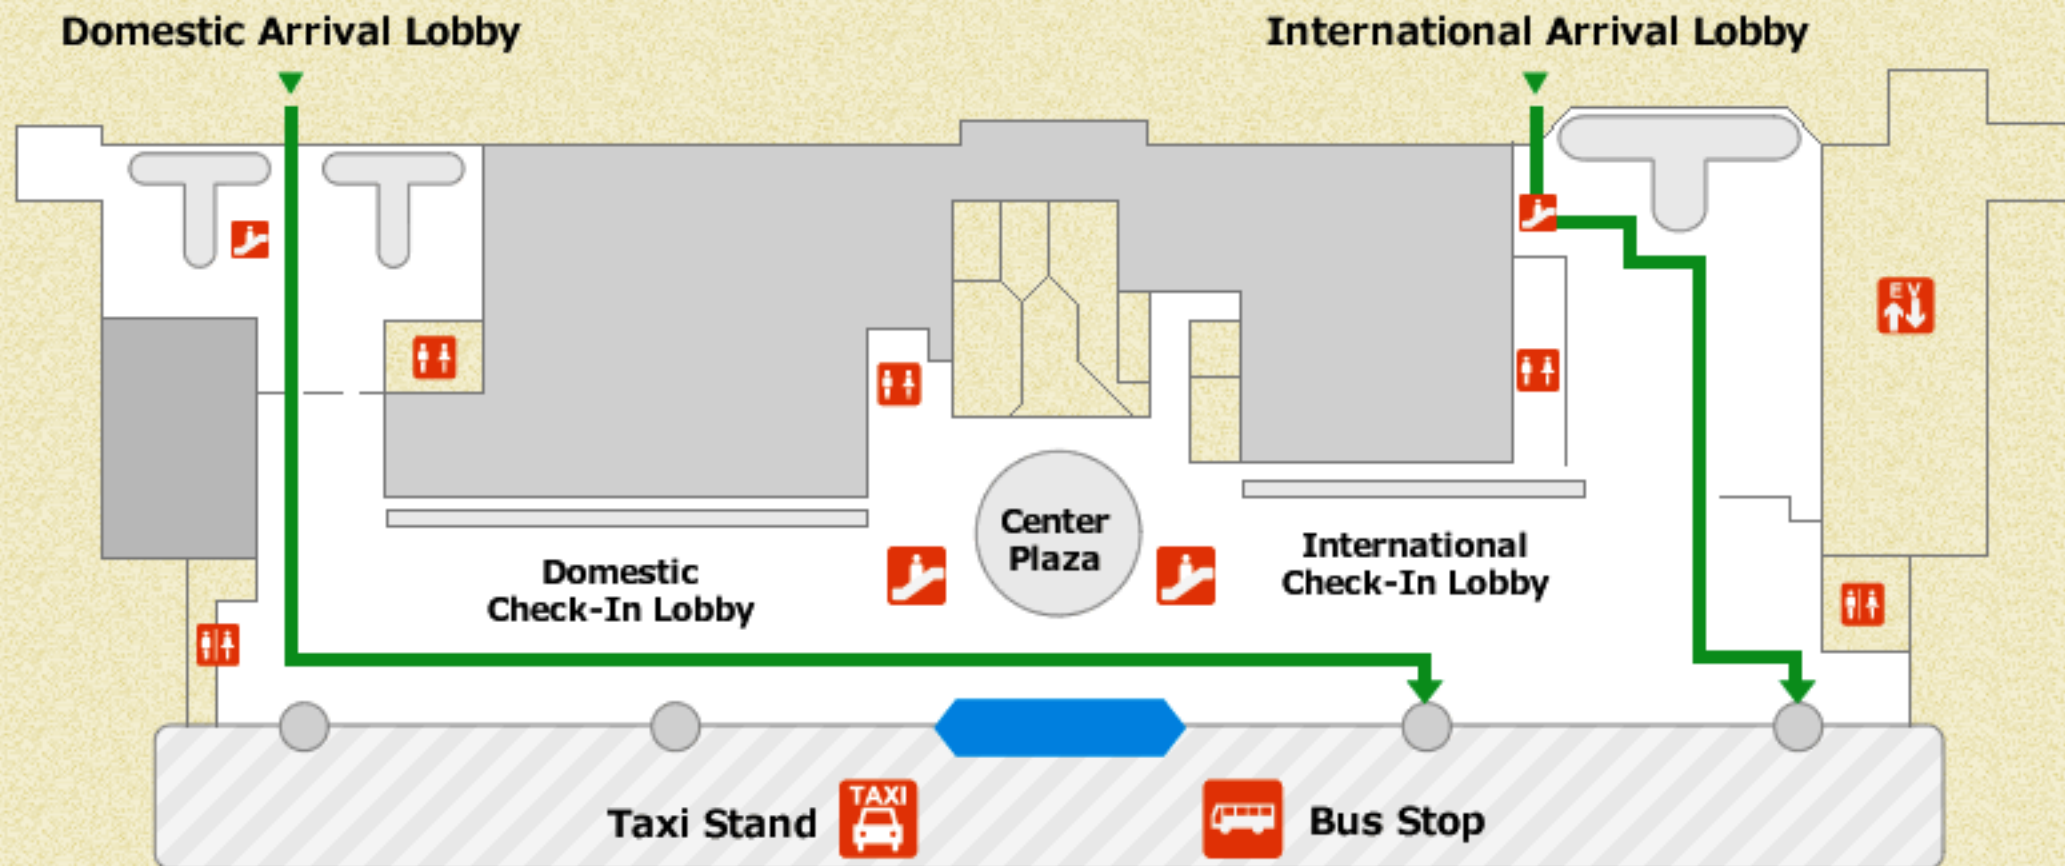 Domestic Arrival Lobby
International Arrival Lobby
EV
Center
Plaza
International
Check-In Lobby
Domestic
Check-In Lobby
Taxi Stand
TAXI
Bus Stop